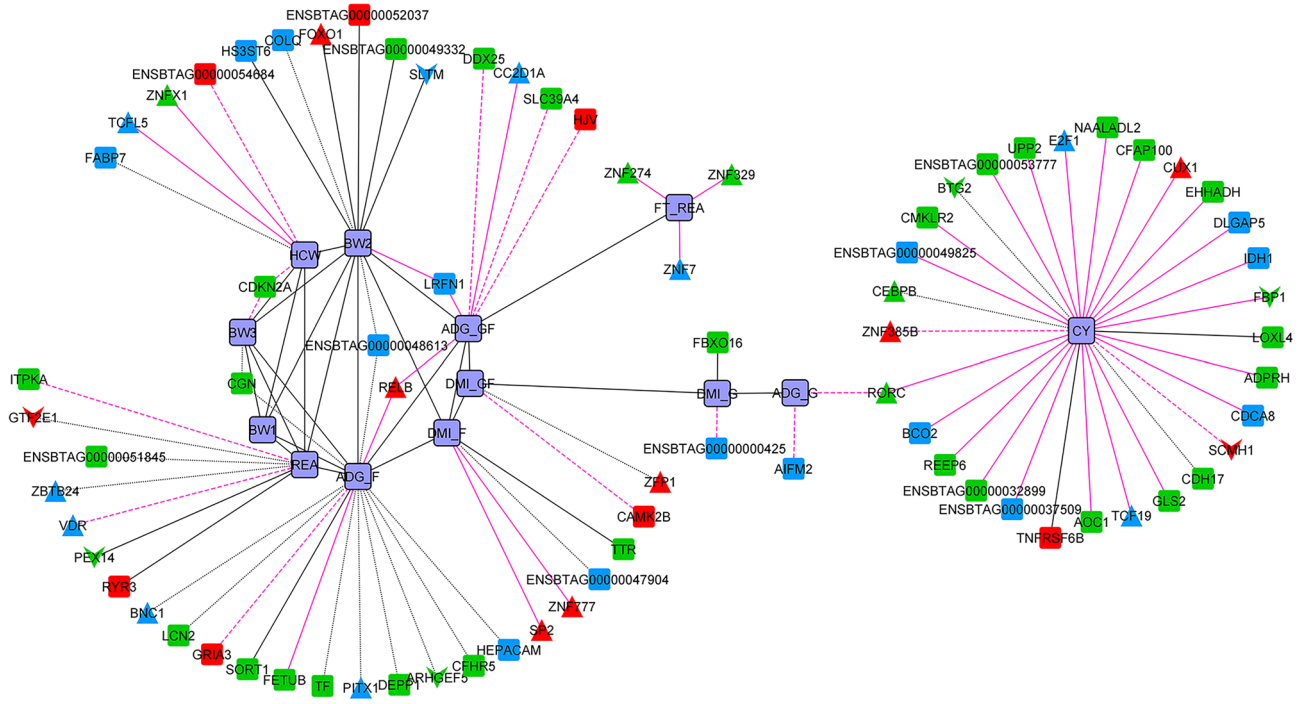 ENSBTAG00000052037
FOXO1
COLQ
HS3ST6
ENSBTAG00000049332
ENSBTAG00000054684
SLTM
DDX25
CC2D1A
SLC39A4
HJV
ZNFX1
TCFL5
FABP7
ZNF274
ZNF329
FT_REA
ZNF7
HCW
BW2
CDKN2A
LRFN1
BW3
ADG_GF
ENSBTAG00000048613
CGN
RELB
DMI_GF
FBXO16
DMI_G
ADG_G
RORC
ENSBTAG00000000425
AIFM2
BW1
DMI_F
REA
ADG_F
ITPKA
GTF2E1
ENSBTAG00000051845
ZBTB24
VDR
PEX14
RYR3
BNC1
LCN2
GRIA3
SORT1
FETUB
TF
PITX1
DEPP1
ARHGEF5
CFHR5
HEPACAM
SP2
ZNF777
ENSBTAG00000047904
TTR
CAMK2B
ZFP1
NAALADL2
E2F1
UPP2
CFAP100
ENSBTAG00000053777
CUX1
BTG2
EHHADH
CMKLR2
DLGAP5
ENSBTAG00000049825
IDH1
CEBPB
FBP1
ZNF385B
CY
LOXL4
ADPRH
CDCA8
BCO2
SCMH1
REEP6
CDH17
ENSBTAG00000032899
GLS2
ENSBTAG00000037509
TCF19
AOC1
TNFRSF6B